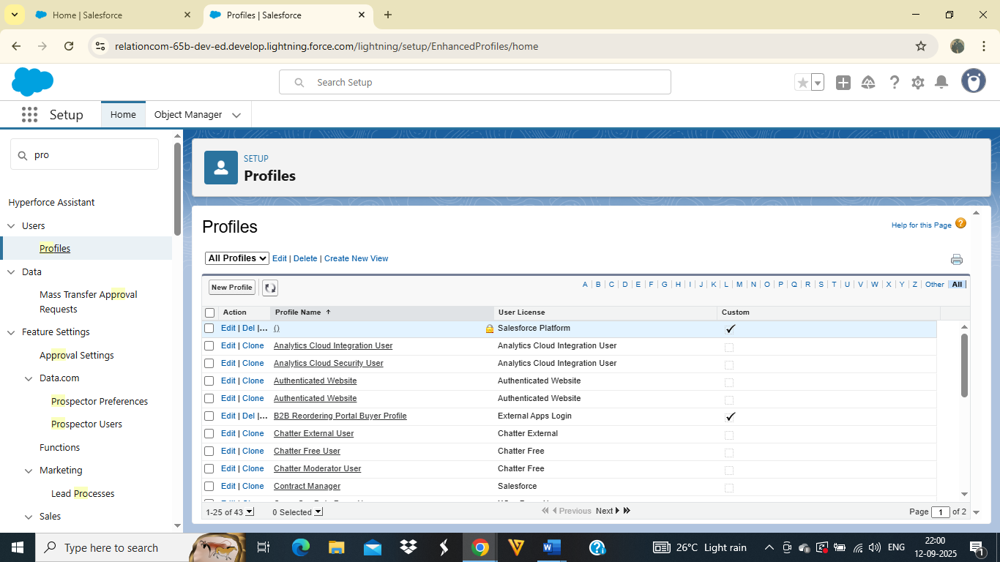 Home | Salesforce
Profiles | Salesforce
relationcom-65b-dev-ed.develop.lightning.force.com/lightning/setup/EnhancedProfiles/home
Search Setup
Setup
Home
Object Manager
pro
Hyperforce Assistant
Users
Profiles
Data
Mass Transfer Approval
Requests
Feature Settings
Approval Settings
Data.com
Prospector Preferences
Prospector Users
Functions
Marketing
Lead Processes
Sales
SETUP
Profiles
Profiles
Help for this Page
All Profiles Edit | Delete | Create New View
New Profile
A | B | C | D | E | F | G | H | I | J | K | L | M | N | O | P | Q | R | S | T | U | V | W | X | Y | Z | Other | All
Action Profile Name User License Custom
Edit | Del |... () Salesforce Platform
Edit | Clone Analytics Cloud Integration User Analytics Cloud Integration User
Edit | Clone Analytics Cloud Security User Analytics Cloud Integration User
Edit | Clone Authenticated Website Authenticated Website
Edit | Clone Authenticated Website Authenticated Website
Edit | Del |... B2B Reordering Portal Buyer Profile External Apps Login
Edit | Clone Chatter External User Chatter External
Edit | Clone Chatter Free User Chatter Free
Edit | Clone Chatter Moderator User Chatter Free
Edit | Clone Contract Manager Salesforce
1-25 of 43 0 Selected Previous Next Page 1 of 2
Type here to search
26°C Light rain
ENG
22:00
12-09-2025
1